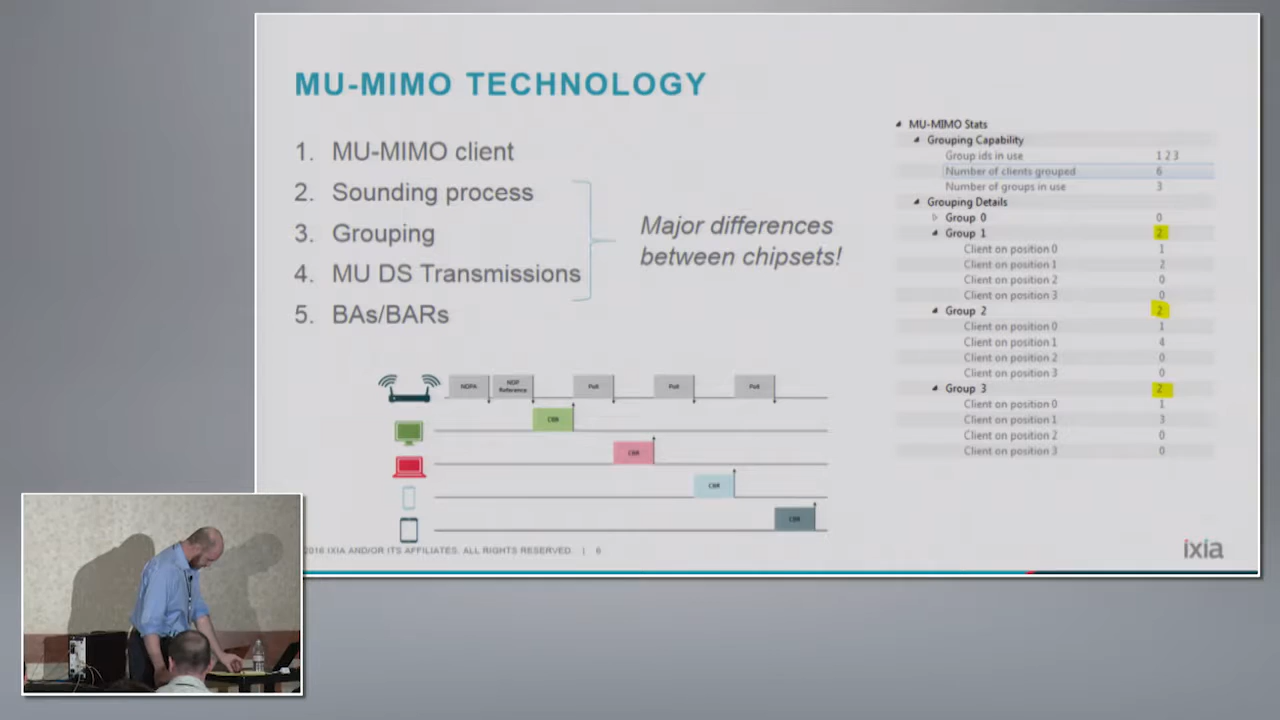 MU-MIMO TECHNOLOGY
1. MU-MIMO client
2. Sounding process
3. Grouping
4. MU DS Transmissions
5. BAs/BARs
Major differences
between chipsets!
MU-MIMO Stats
Grouping Capability
Group ids in use 1 2 3
Number of clients grouped 6
Number of groups in use 3
Grouping Details
Group 0 0
Group 1 2
Client on position 0 1
Client on position 1 2
Client on position 2 0
Client on position 3 0
Group 2 2
Client on position 0 1
Client on position 1 4
Client on position 2 0
Client on position 3 0
Group 3 2
Client on position 0 1
Client on position 1 3
Client on position 2 0
Client on position 3 0
NDPA
NDP
Reference
Poll
Poll
Poll
CBR
CBR
CBR
CBR
2016 IXIA AND/OR ITS AFFILIATES. ALL RIGHTS RESERVED. | 6
ixia